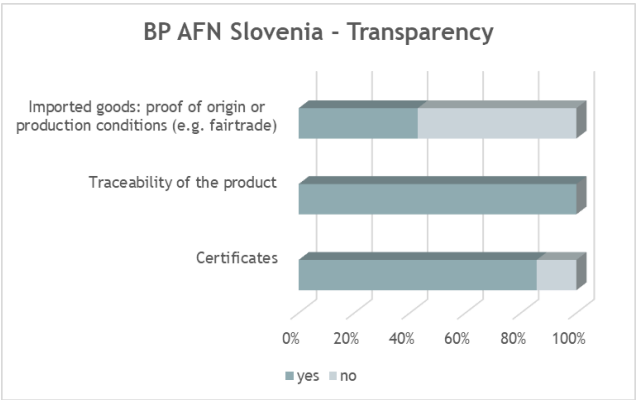 BP AFN Slovenia - Transparency
Imported goods: proof of origin or
production conditions (e.g. fairtrade)
Traceability of the product
Certificates
0% 20% 40% 60% 80% 100%
yes no